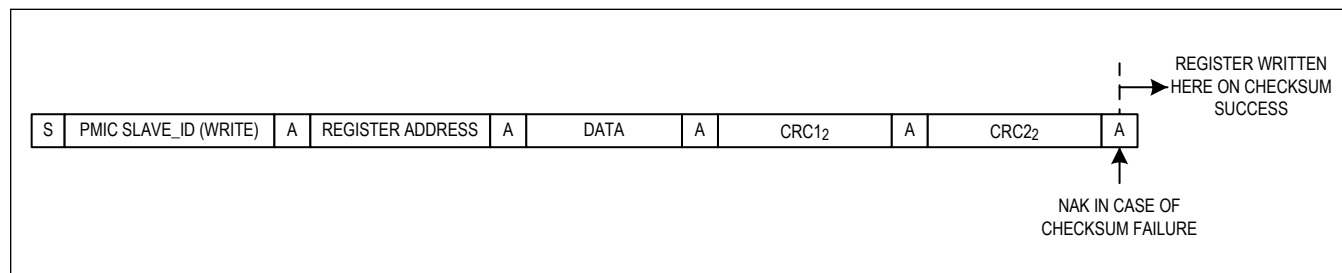 REGISTER WRITTEN
HERE ON CHECKSUM
SUCCESS
S PMIC SLAVE_ID (WRITE) A REGISTER ADDRESS A DATA A CRC1₂ A CRC2₂ A
NAK IN CASE OF
CHECKSUM FAILURE